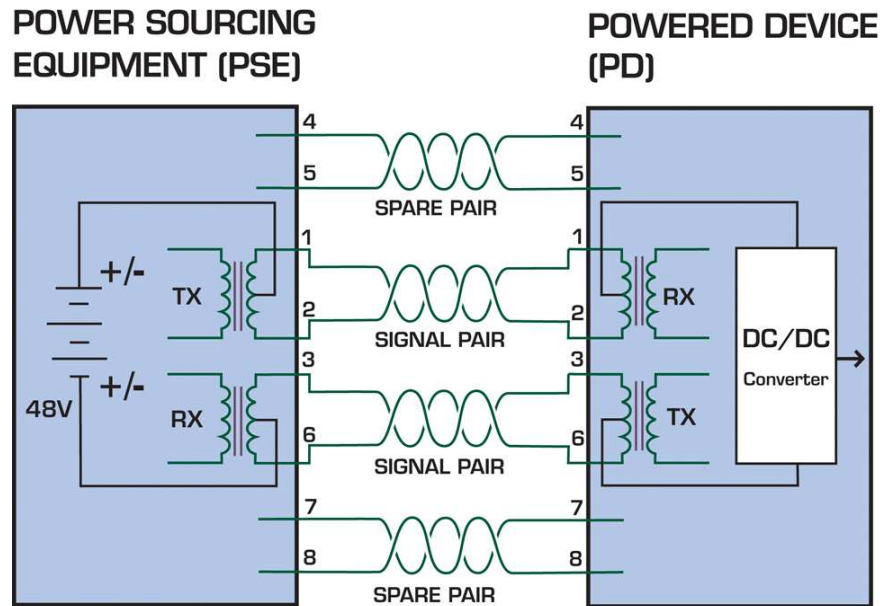 POWER SOURCING
EQUIPMENT (PSE)
POWERED DEVICE
(PD)
4
5
4
5
SPARE PAIR
1
2
1
2
+/-
TX
RX
SIGNAL PAIR
3
6
3
6
+/-
48V
RX
TX
SIGNAL PAIR
DC/DC
Converter
7
8
7
8
SPARE PAIR